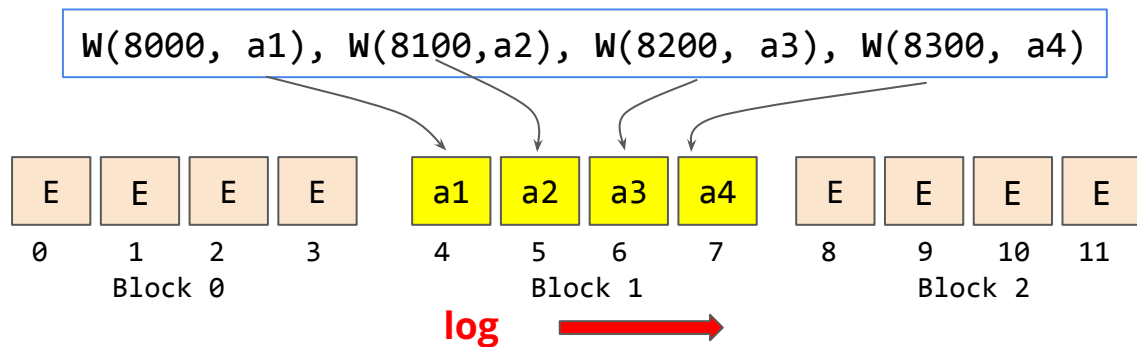 W(8000, a1), W(8100,a2), W(8200, a3), W(8300, a4)
E E E E a1 a2 a3 a4 E E E E
0 1 2 3 4 5 6 7 8 9 10 11
Block 0 Block 1 Block 2
log